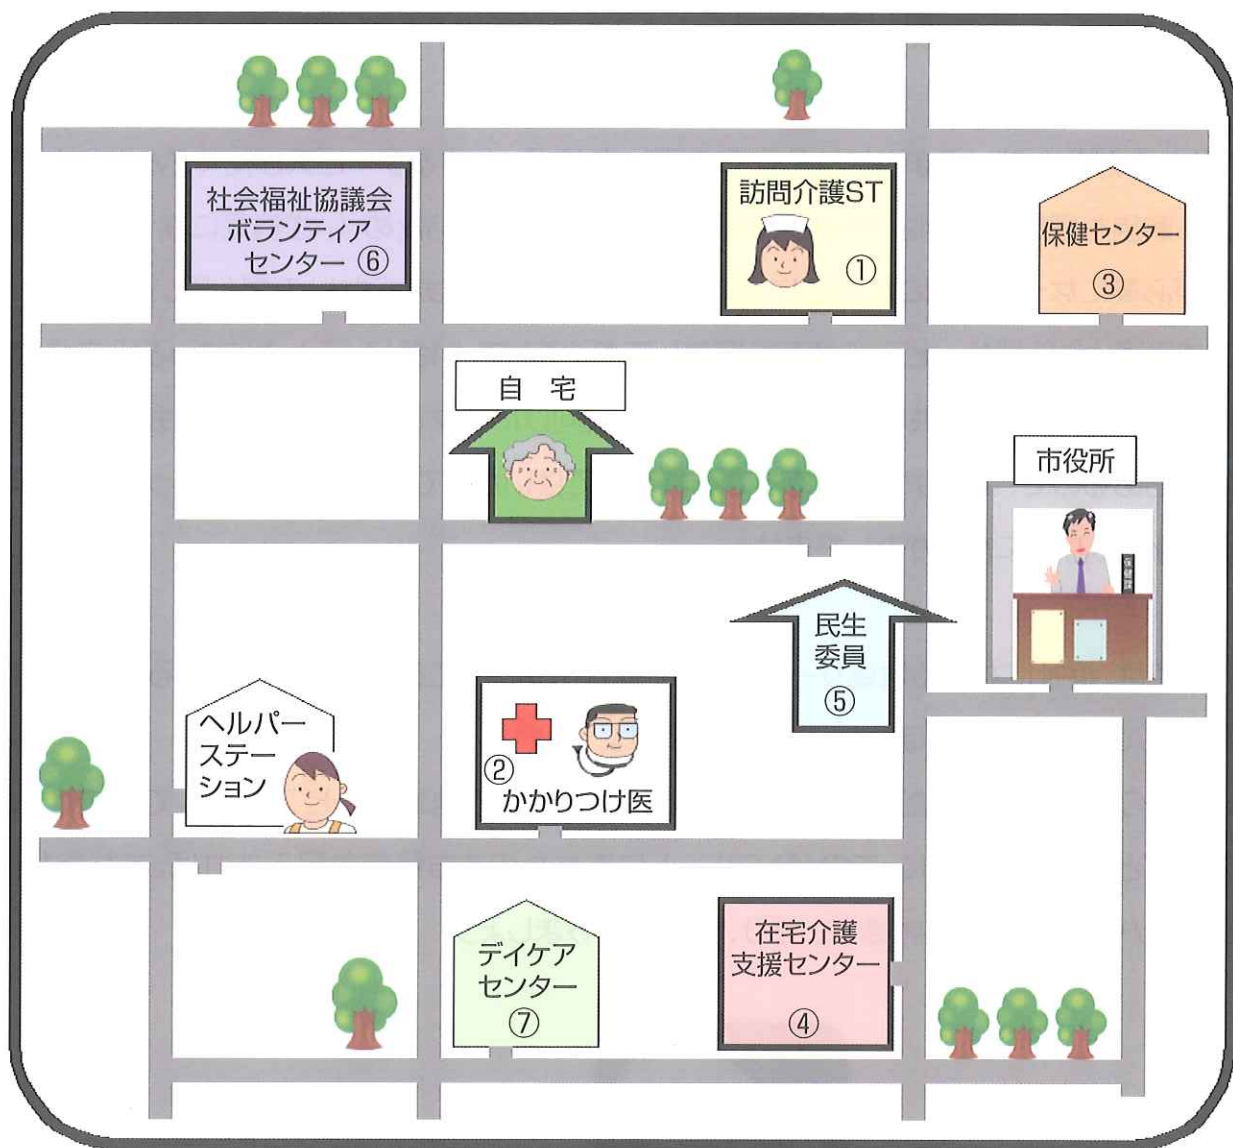 社会福祉協議会
ボランティア
センター ⑥
訪問介護ST
①
保健センター
③
自 宅
市役所
保健課
民生
委員
⑤
ヘルパー
ステー
ション
②
かかりつけ医
デイケア
センター
⑦
在宅介護
支援センター
④